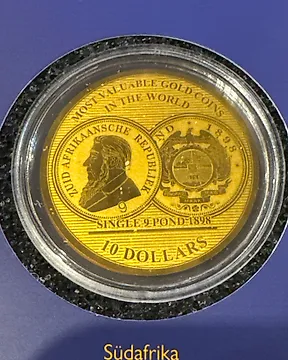 MOST VALUABLE GOLD COINS
IN THE WORLD
ZUID AFRIKAANSCHE REPUBLIEK
9
ND 1898
SINGLE 9 POND 1898
10 DOLLARS
Südafrika